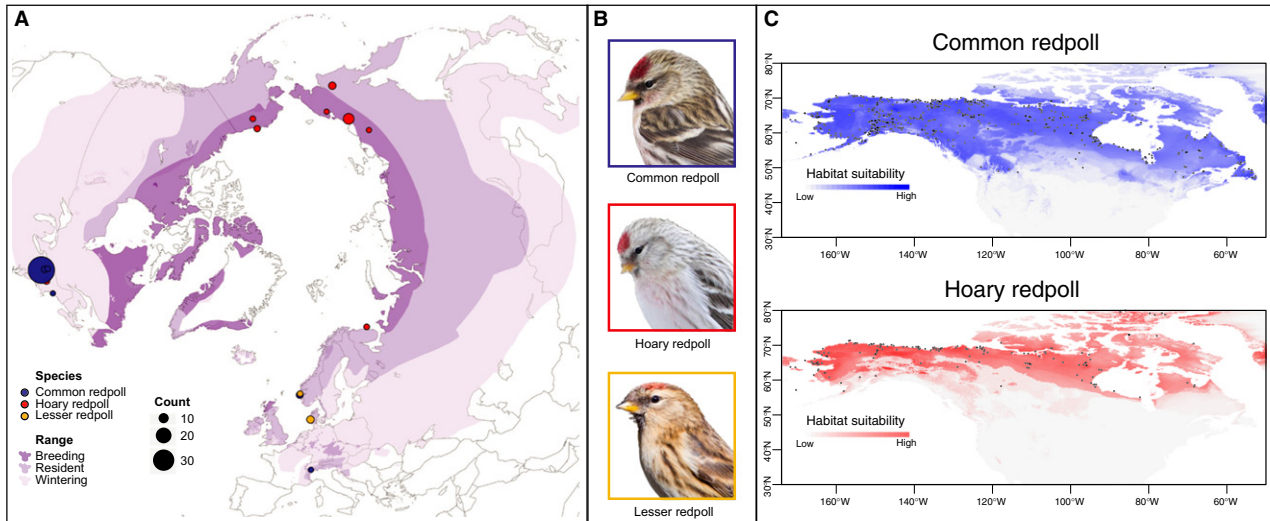 A
Species
Common redpoll
Hoary redpoll
Lesser redpoll
Range
Breeding
Resident
Wintering
Count
10
20
30
B
Common redpoll
Hoary redpoll
Lesser redpoll
C
Common redpoll
80°N
70°N
60°N
50°N
40°N
30°N
Habitat suitability
Low High
160°W 140°W 120°W 100°W 80°W 60°W
Hoary redpoll
80°N
70°N
60°N
50°N
40°N
30°N
Habitat suitability
Low High
160°W 140°W 120°W 100°W 80°W 60°W